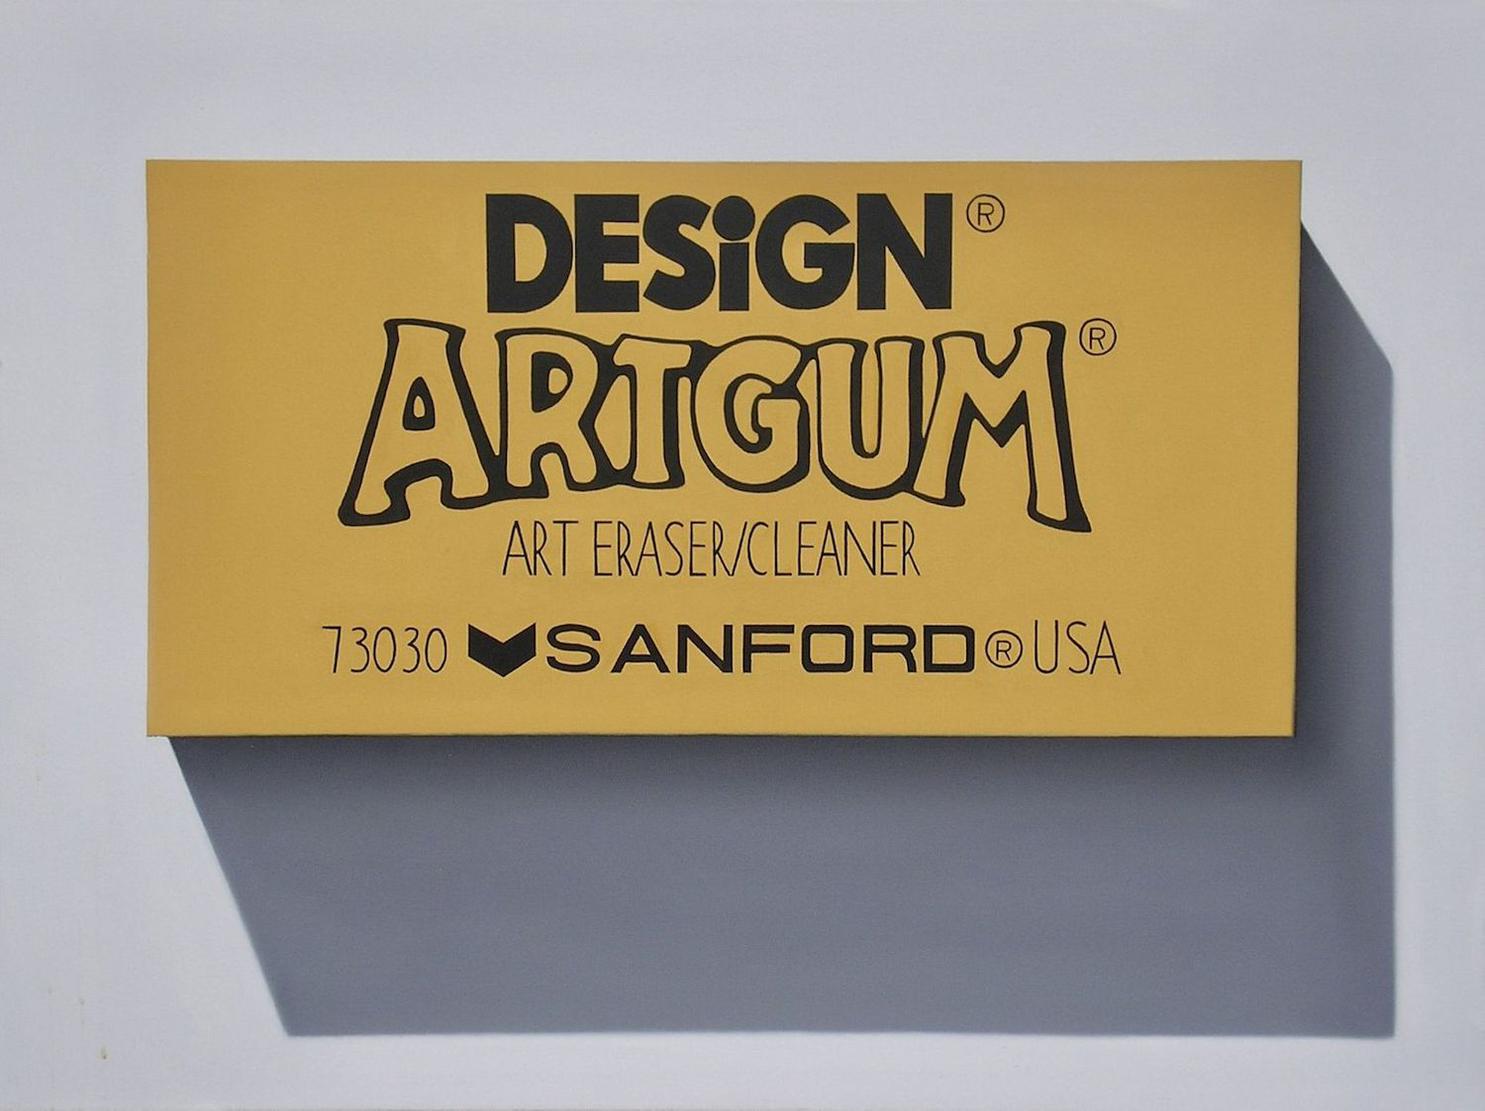 DESiGN®
ARTGUM®
ART ERASER/CLEANER
73030 SANFORD® USA